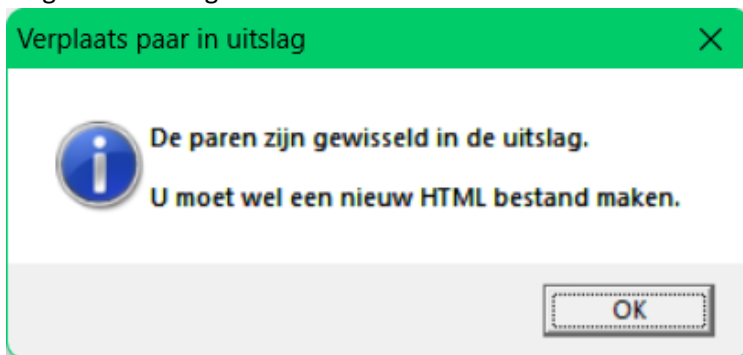 Verplaats paar in uitslag
De paren zijn gewisseld in de uitslag.
U moet wel een nieuw HTML bestand maken.
OK